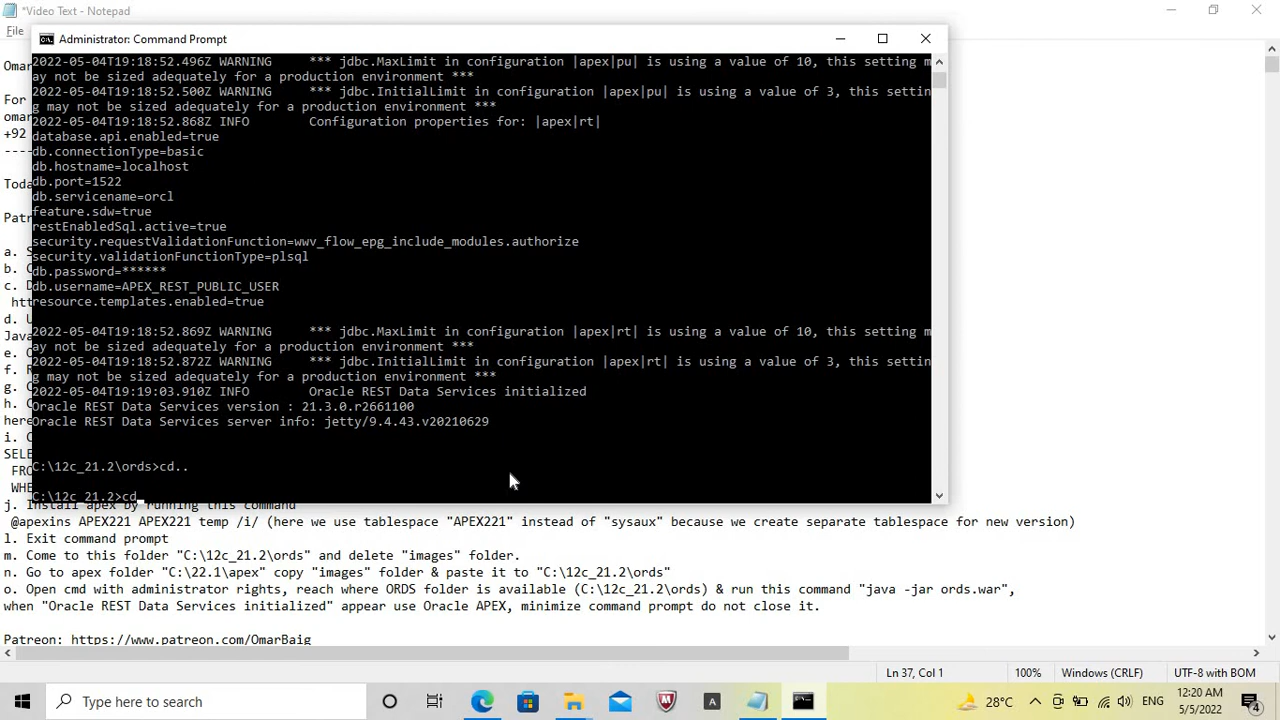 *Video Text - Notepad
File
Administrator: Command Prompt
2022-05-04T19:18:52.496Z WARNING *** jdbc.MaxLimit in configuration |apex|pu| is using a value of 10, this setting m
ay not be sized adequately for a production environment ***
2022-05-04T19:18:52.500Z WARNING *** jdbc.InitialLimit in configuration |apex|pu| is using a value of 3, this settin
g may not be sized adequately for a production environment ***
2022-05-04T19:18:52.868Z INFO Configuration properties for: |apex|rt|
database.api.enabled=true
db.connectionType=basic
db.hostname=localhost
db.port=1522
db.servicename=orcl
feature.sdw=true
restEnabledSql.active=true
security.requestValidationFunction=wwv_flow_epg_include_modules.authorize
security.validationFunctionType=plsql
db.password=******
db.username=APEX_REST_PUBLIC_USER
resource.templates.enabled=true
2022-05-04T19:18:52.869Z WARNING *** jdbc.MaxLimit in configuration |apex|rt| is using a value of 10, this setting m
ay not be sized adequately for a production environment ***
2022-05-04T19:18:52.872Z WARNING *** jdbc.InitialLimit in configuration |apex|rt| is using a value of 3, this settin
g may not be sized adequately for a production environment ***
2022-05-04T19:19:03.910Z INFO Oracle REST Data Services initialized
Oracle REST Data Services version : 21.3.0.r2661100
Oracle REST Data Services server info: jetty/9.4.43.v20210629
C:\12c_21.2\ords>cd..
C:\12c_21.2>cd
Omar
For
omar
+92
----
Toda
Patr
a. S
b. C
c. D
htt
d. U
Java
e. C
f. R
g. C
h. C
here
i. C
SELE
FRO
WHE
j. Install apex by running this command
@apexins APEX221 APEX221 temp /i/ (here we use tablespace "APEX221" instead of "sysaux" because we create separate tablespace for new version)
l. Exit command prompt
m. Come to this folder "C:\12c_21.2\ords" and delete "images" folder.
n. Go to apex folder "C:\22.1\apex" copy "images" folder & paste it to "C:\12c_21.2\ords"
o. Open cmd with administrator rights, reach where ORDS folder is available (C:\12c_21.2\ords) & run this command "java -jar ords.war",
when "Oracle REST Data Services initialized" appear use Oracle APEX, minimize command prompt do not close it.
Patreon: https://www.patreon.com/OmarBaig
Ln 37, Col 1 100% Windows (CRLF) UTF-8 with BOM
Type here to search
A
28°C
ENG
12:20 AM
5/5/2022
4